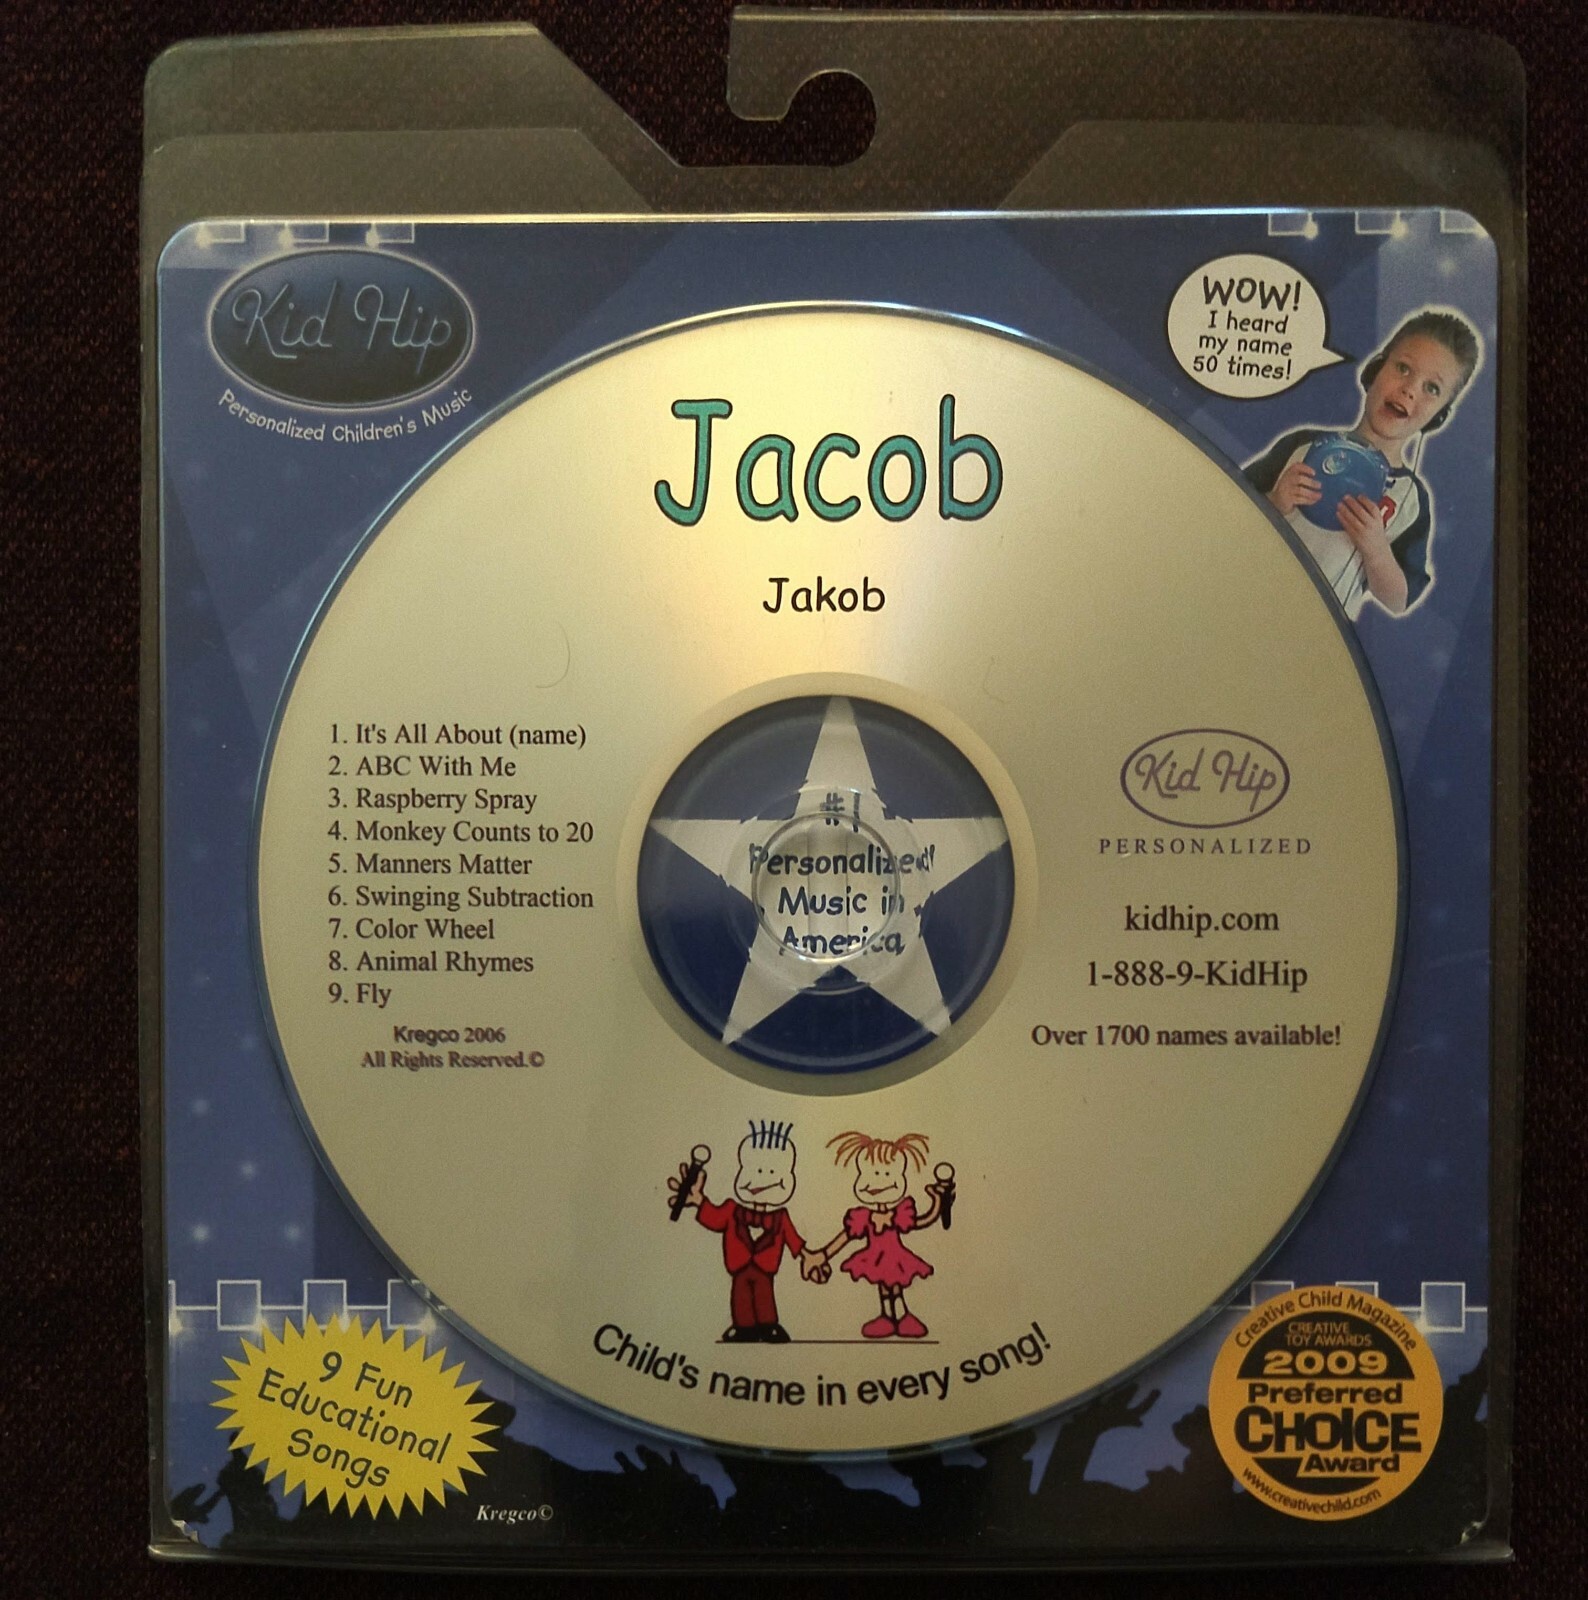 Kid Hip
Personalized Children's Music
WOW!
I heard
my name
50 times!
Jacob
Jakob
1. It's All About (name)
2. ABC With Me
3. Raspberry Spray
4. Monkey Counts to 20
5. Manners Matter
6. Swinging Subtraction
7. Color Wheel
8. Animal Rhymes
9. Fly
Kregco 2006
All Rights Reserved.©
#1
Personalized
Music in
America
Kid Hip
PERSONALIZED
kidhip.com
1-888-9-KidHip
Over 1700 names available!
Child's name in every song!
9 Fun
Educational
Songs
Kregco©
Creative Child Magazine
CREATIVE
TOY AWARDS
2009
Preferred
CHOICE
Award
www.creativechild.com